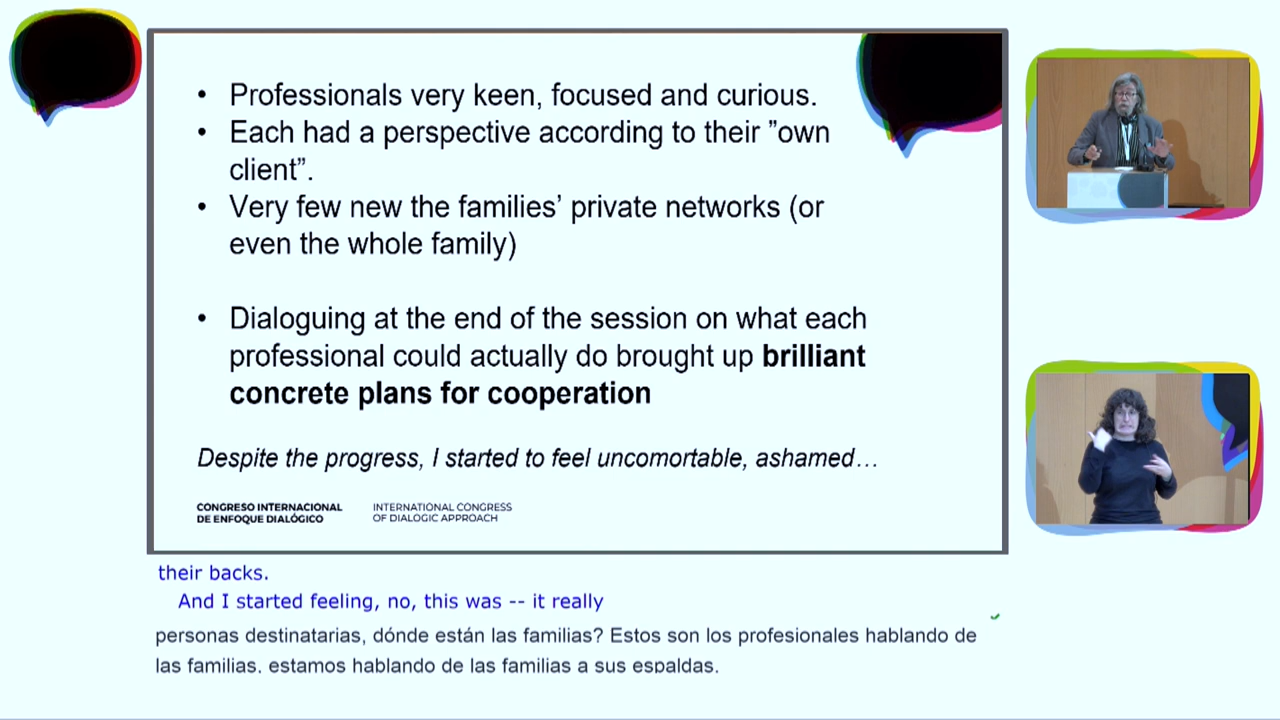 • Professionals very keen, focused and curious.
• Each had a perspective according to their ”own
client”.
• Very few new the families’ private networks (or
even the whole family)
• Dialoguing at the end of the session on what each
professional could actually do brought up brilliant
concrete plans for cooperation
Despite the progress, I started to feel uncomortable, ashamed…
CONGRESO INTERNACIONAL
DE ENFOQUE DIALÓGICO
INTERNATIONAL CONGRESS
OF DIALOGIC APPROACH
their backs.
And I started feeling, no, this was -- it really
personas destinatarias, dónde están las familias? Estos son los profesionales hablando de
las familias, estamos hablando de las familias a sus espaldas.